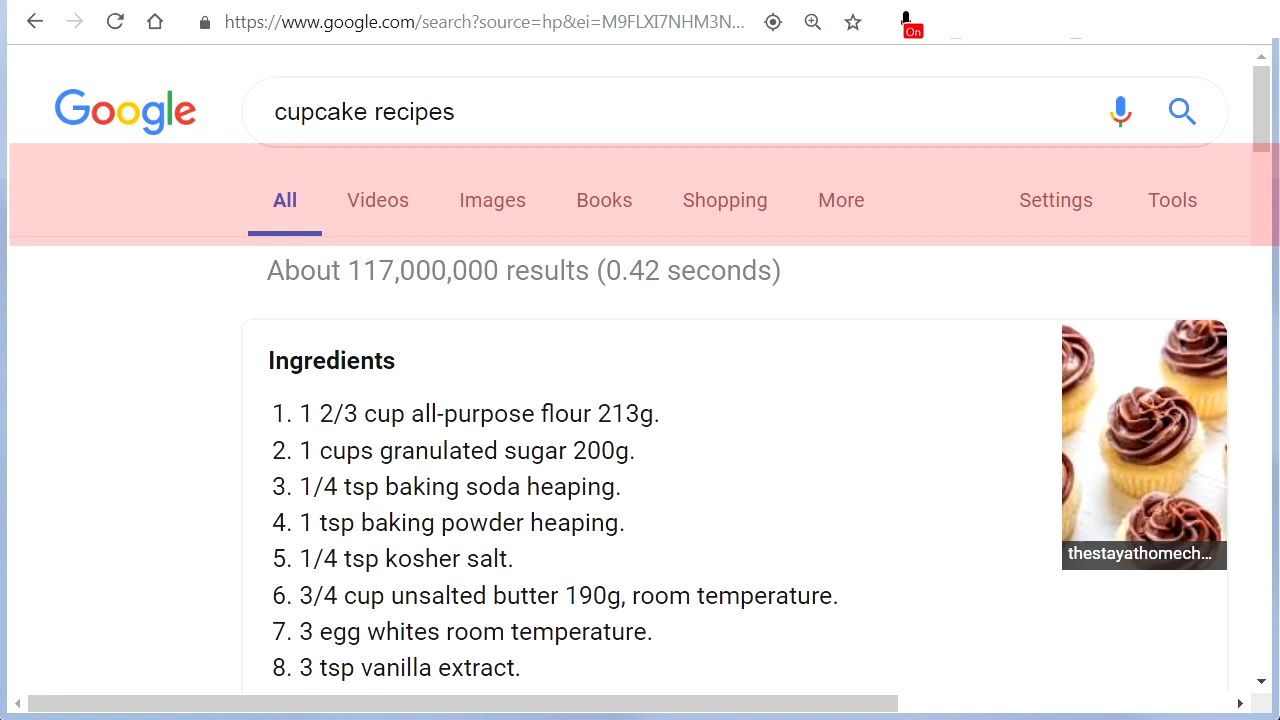 https://www.google.com/search?source=hp&ei=M9FLXI7NHM3N...
On
Google
cupcake recipes
All Videos Images Books Shopping More Settings Tools
About 117,000,000 results (0.42 seconds)
Ingredients
1. 1 2/3 cup all-purpose flour 213g.
2. 1 cups granulated sugar 200g.
3. 1/4 tsp baking soda heaping.
4. 1 tsp baking powder heaping.
5. 1/4 tsp kosher salt.
6. 3/4 cup unsalted butter 190g, room temperature.
7. 3 egg whites room temperature.
8. 3 tsp vanilla extract.
thestayathomech...